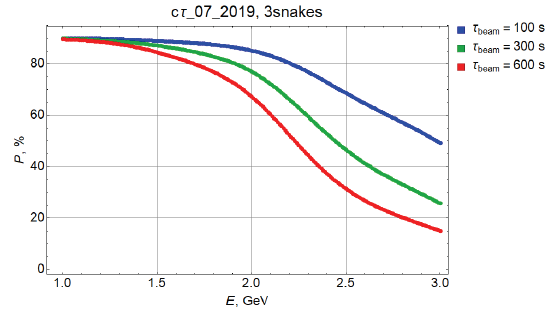 cτ_07_2019, 3snakes
τbeam = 100 s
τbeam = 300 s
τbeam = 600 s
P, %
80
60
40
20
0
1.0 1.5 2.0 2.5 3.0
E, GeV